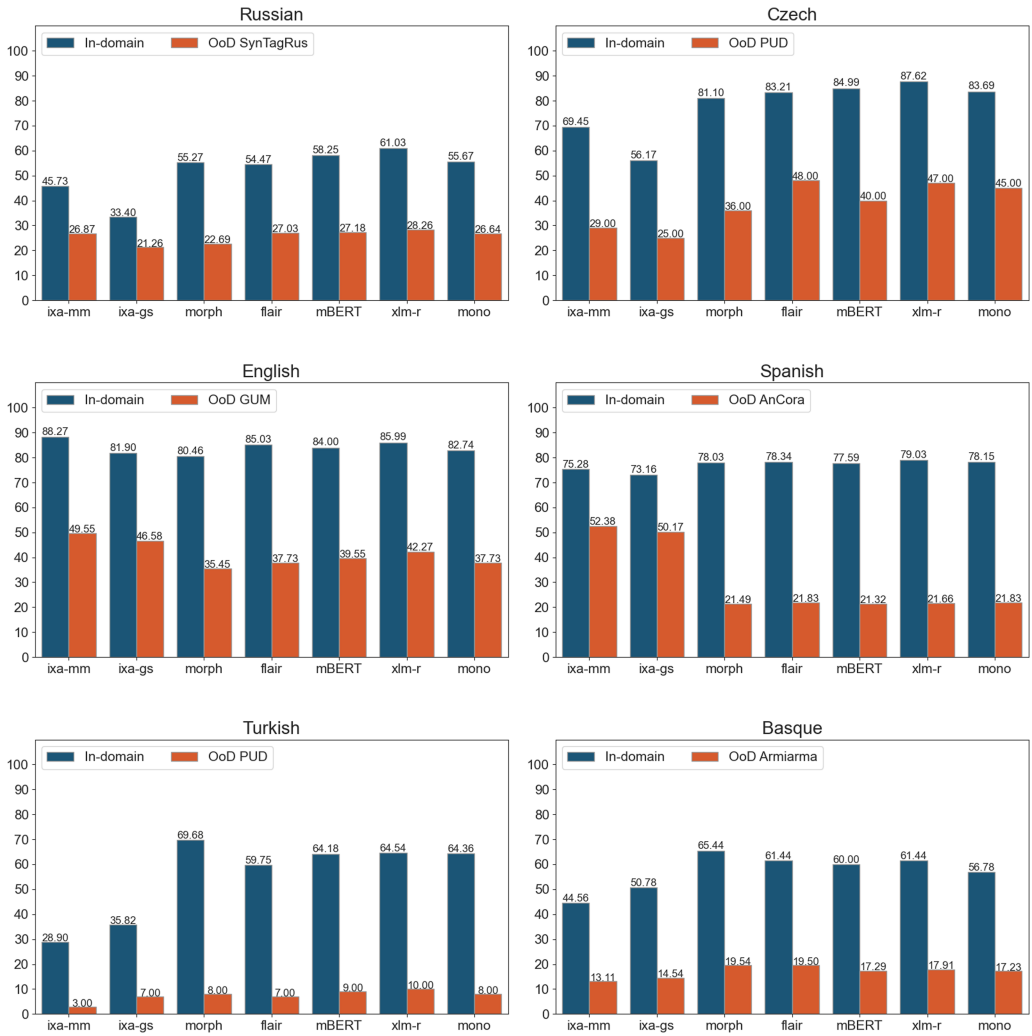 Russian
In-domain OoD SynTagRus
100
90
80
70
60
50
40
30
20
10
0
45.73 26.87 33.40 21.26 55.27 22.69 54.47 27.03 58.25 27.18 61.03 28.26 55.67 26.64
ixa-mm ixa-gs morph flair mBERT xlm-r mono
Czech
In-domain OoD PUD
100
90
80
70
60
50
40
30
20
10
0
69.45 29.00 56.17 25.00 81.10 36.00 83.21 48.00 84.99 40.00 87.62 47.00 83.69 45.00
ixa-mm ixa-gs morph flair mBERT xlm-r mono
English
In-domain OoD GUM
100
90
80
70
60
50
40
30
20
10
0
88.27 49.55 81.90 46.58 80.46 35.45 85.03 37.73 84.00 39.55 85.99 42.27 82.74 37.73
ixa-mm ixa-gs morph flair mBERT xlm-r mono
Spanish
In-domain OoD AnCora
100
90
80
70
60
50
40
30
20
10
0
75.28 52.38 73.16 50.17 78.03 21.49 78.34 21.83 77.59 21.32 79.03 21.66 78.15 21.83
ixa-mm ixa-gs morph flair mBERT xlm-r mono
Turkish
In-domain OoD PUD
100
90
80
70
60
50
40
30
20
10
0
28.90 3.00 35.82 7.00 69.68 8.00 59.75 7.00 64.18 9.00 64.54 10.00 64.36 8.00
ixa-mm ixa-gs morph flair mBERT xlm-r mono
Basque
In-domain OoD Armiarma
100
90
80
70
60
50
40
30
20
10
0
44.56 13.11 50.78 14.54 65.44 19.54 61.44 19.50 60.00 17.29 61.44 17.91 56.78 17.23
ixa-mm ixa-gs morph flair mBERT xlm-r mono